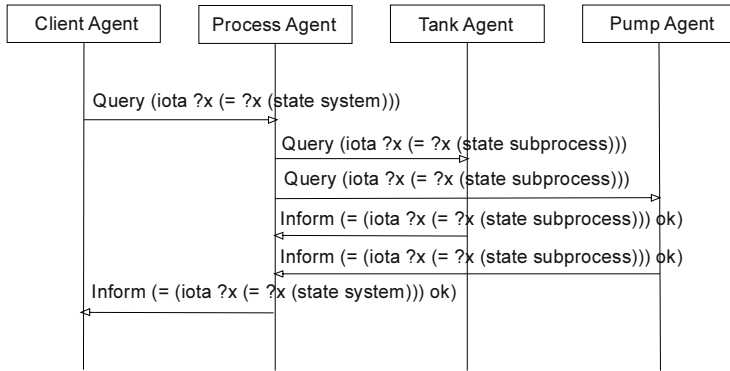 Client Agent
Process Agent
Tank Agent
Pump Agent
Query (iota ?x (= ?x (state system)))
Query (iota ?x (= ?x (state subprocess)))
Query (iota ?x (= ?x (state subprocess)))
Inform (= (iota ?x (= ?x (state subprocess))) ok)
Inform (= (iota ?x (= ?x (state subprocess))) ok)
Inform (= (iota ?x (= ?x (state system))) ok)